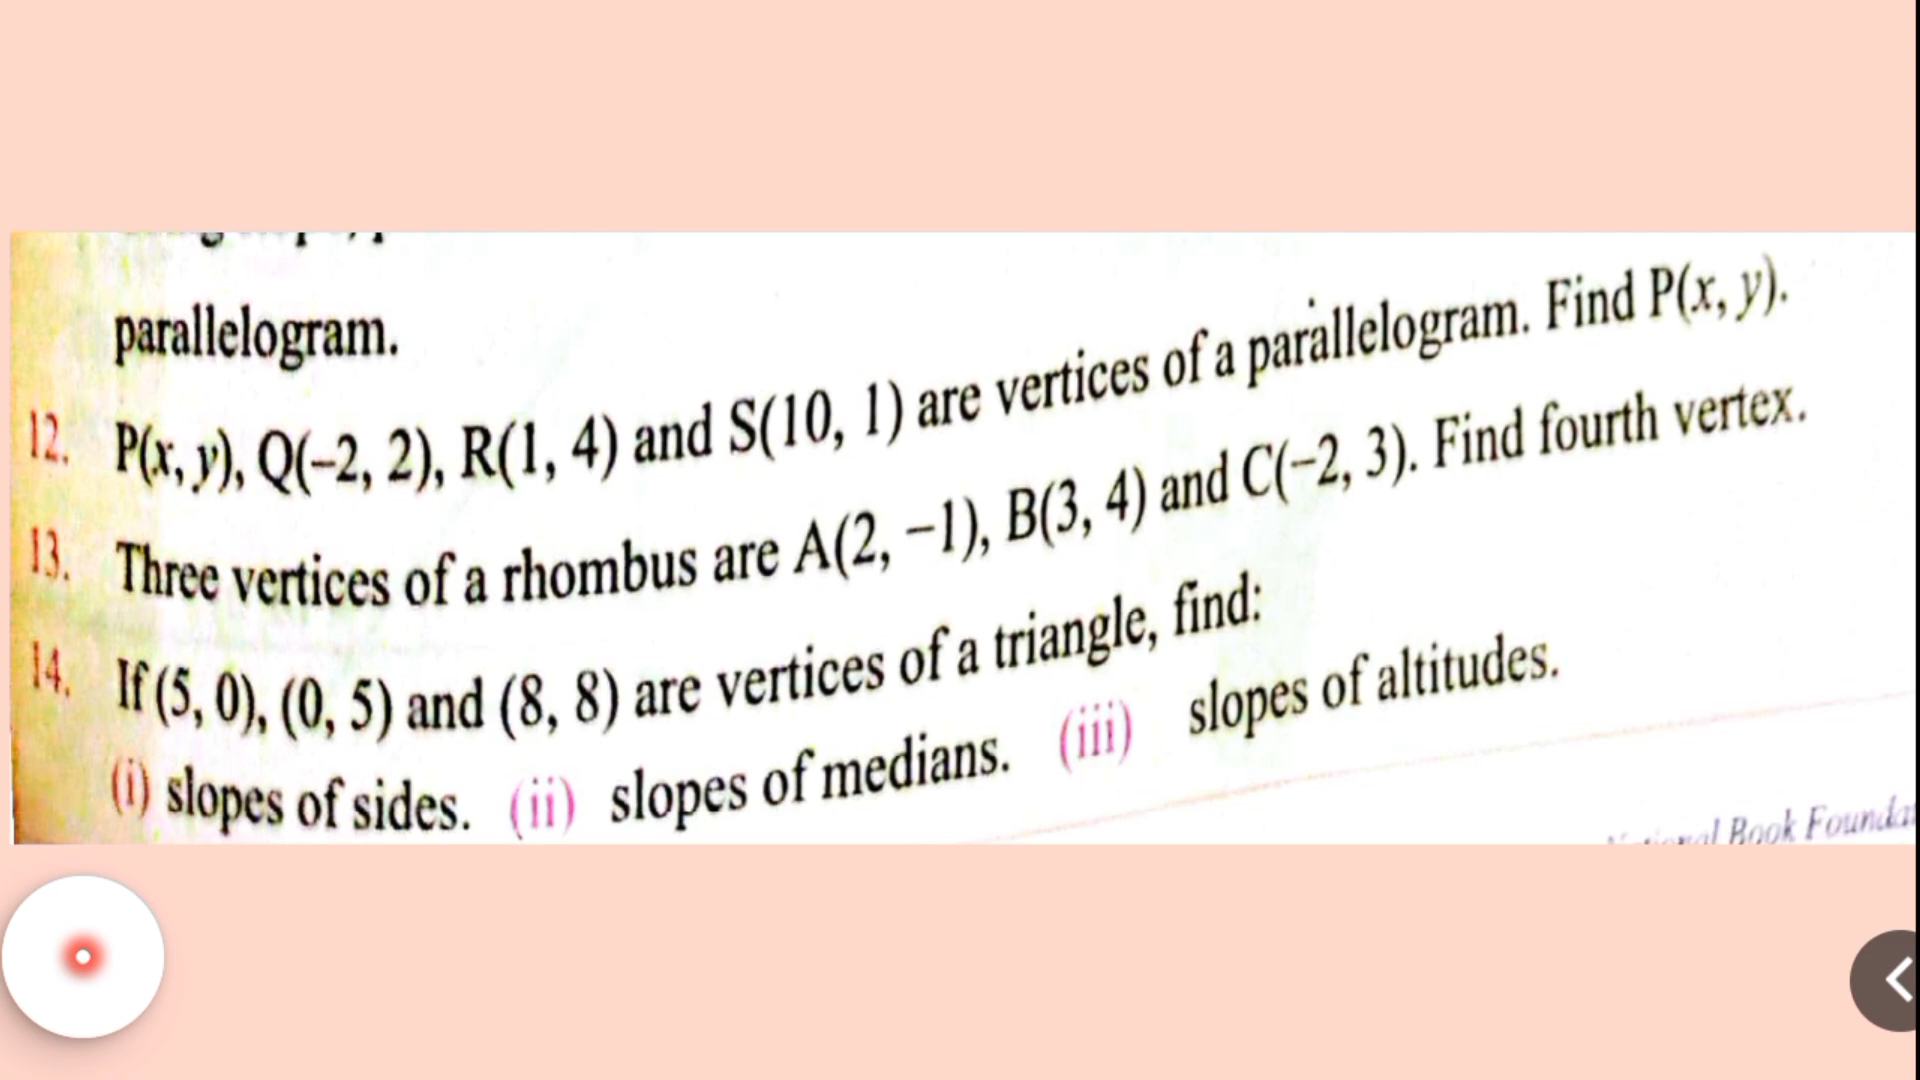 parallelogram.
12. P(x, y), Q(–2, 2), R(1, 4) and S(10, 1) are vertices of a parallelogram. Find P(x, y).
13. Three vertices of a rhombus are A(2, –1), B(3, 4) and C(–2, 3). Find fourth vertex.
14. If (5, 0), (0, 5) and (8, 8) are vertices of a triangle, find:
(i) slopes of sides. (ii) slopes of medians. (iii) slopes of altitudes.
Book